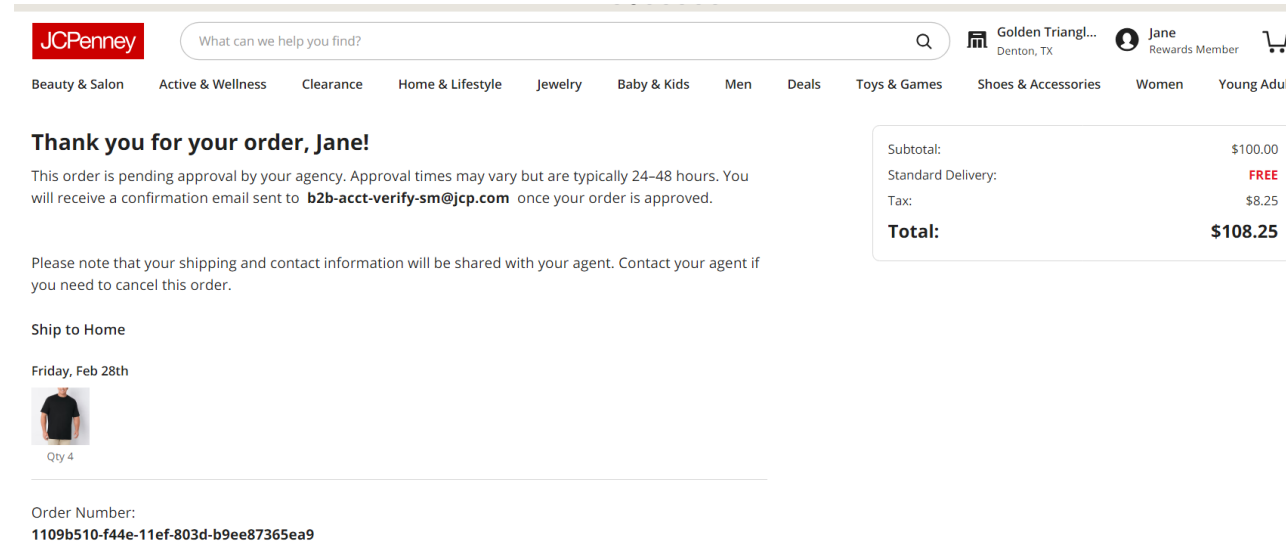 JCPenney
What can we help you find?
Golden Triangl...
Denton, TX
Jane
Rewards Member
Beauty & Salon Active & Wellness Clearance Home & Lifestyle Jewelry Baby & Kids Men Deals Toys & Games Shoes & Accessories Women Young Adu
Thank you for your order, Jane!
This order is pending approval by your agency. Approval times may vary but are typically 24–48 hours. You
will receive a confirmation email sent to b2b-acct-verify-sm@jcp.com once your order is approved.
Please note that your shipping and contact information will be shared with your agent. Contact your agent if
you need to cancel this order.
Ship to Home
Friday, Feb 28th
Qty 4
Order Number:
1109b510-f44e-11ef-803d-b9ee87365ea9
Subtotal: $100.00
Standard Delivery: FREE
Tax: $8.25
Total: $108.25